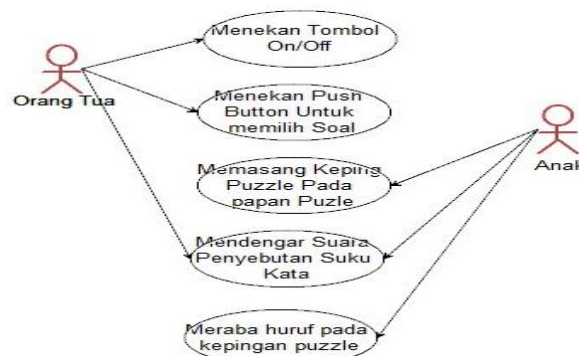 Menekan Tombol
On/Off
Orang Tua
Menekan Push
Button Untuk
memilih Soal
Anak
Memasang Keping
Puzzle Pada
papan Puzle
Mendengar Suara
Penyebutan Suku
Kata
Meraba huruf pada
kepingan puzzle